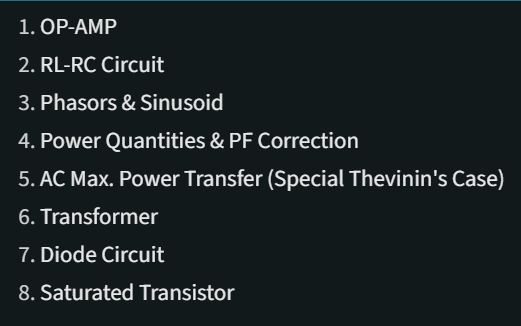 1. OP-AMP
2. RL-RC Circuit
3. Phasors & Sinusoid
4. Power Quantities & PF Correction
5. AC Max. Power Transfer (Special Thevinin's Case)
6. Transformer
7. Diode Circuit
8. Saturated Transistor